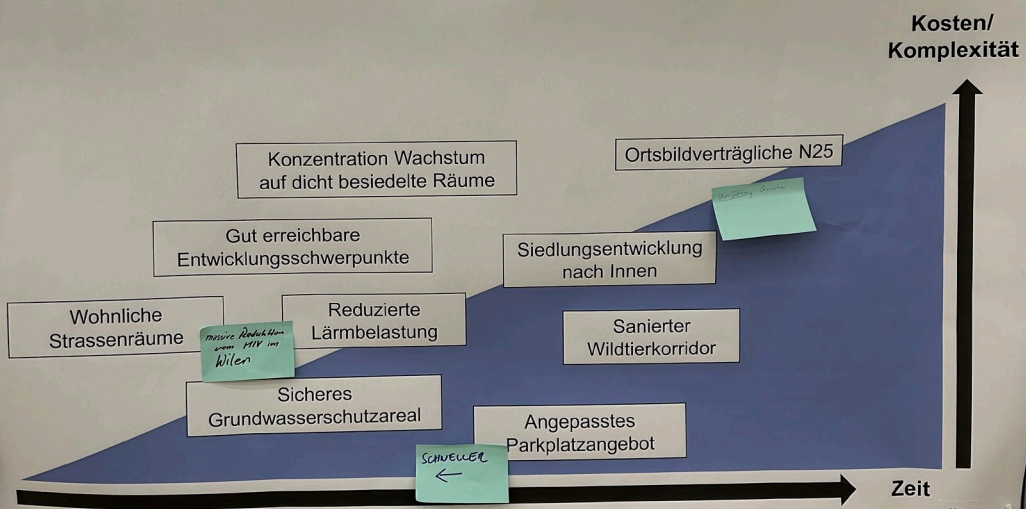 Kosten/
Komplexität
Konzentration Wachstum
auf dicht besiedelte Räume
Ortsbildverträgliche N25
Gut erreichbare
Entwicklungsschwerpunkte
Siedlungsentwicklung
nach Innen
Wohnliche
Strassenräume
massive Reduktion
vom MIV im
Wilen
Reduzierte
Lärmbelastung
Sanierter
Wildtierkorridor
Sicheres
Grundwasserschutzareal
Angepasstes
Parkplatzangebot
SCHNELLER
←
Zeit